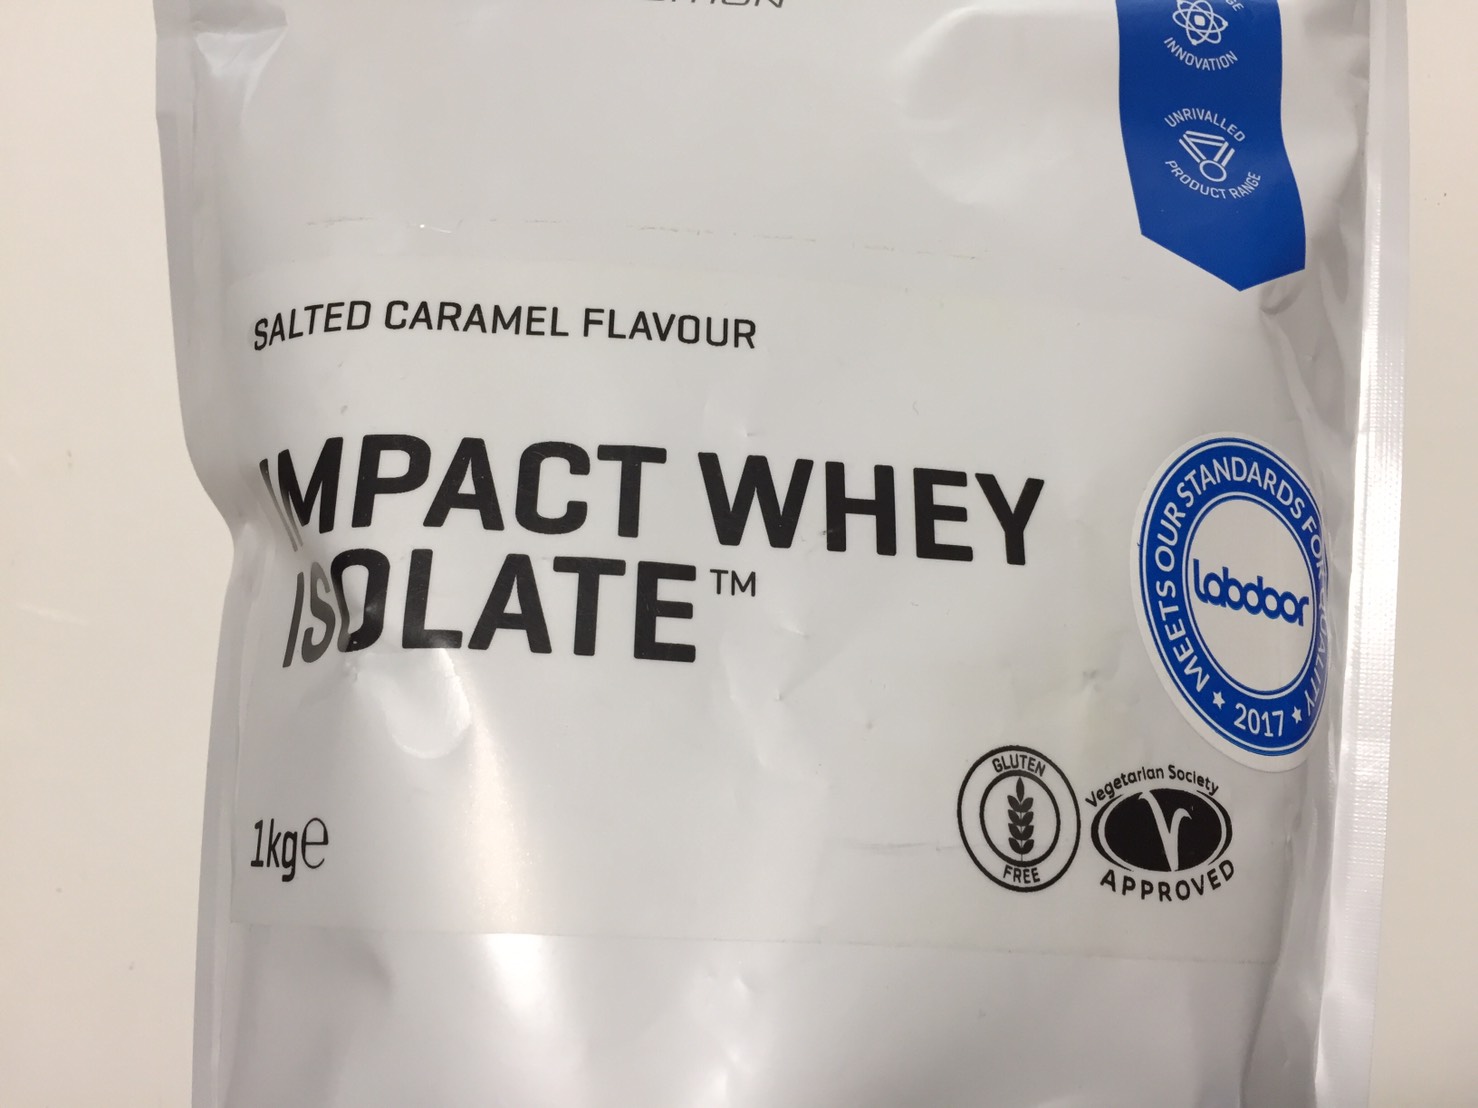 INNOVATION
UNRIVALLED
PRODUCT RANGE
SALTED CARAMEL FLAVOUR
IMPACT WHEY
ISOLATE™
MEETS OUR STANDARDS FOR QUALITY
labdoor
★ 2017 ★
1kg℮
GLUTEN
FREE
Vegetarian Society
APPROVED